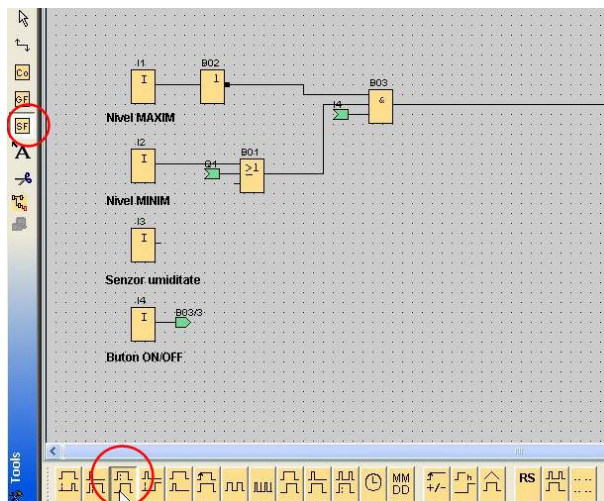 Co
GF
SF
A
Tools
I1
I
B02
1
Nivel MAXIM
B03
&
I4
I2
I
Q1
B01
≥1
Nivel MINIM
I3
I
Senzor umiditate
I4
I
B03/3
Buton ON/OFF
MM
DD
+/-
RS